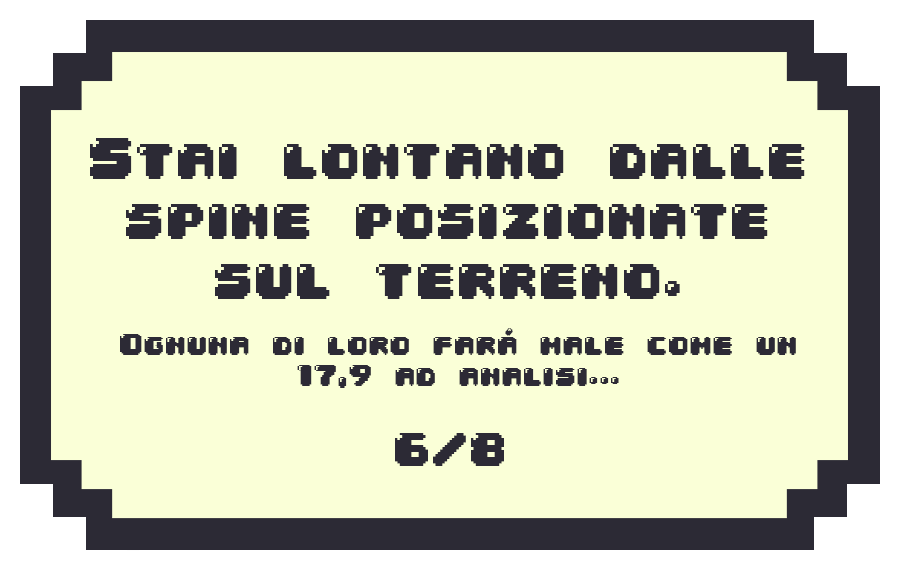 Stai lontano dalle
spine posizionate
sul terreno.
Ognuna di loro fará male come un
17,9 ad analisi...
6/8